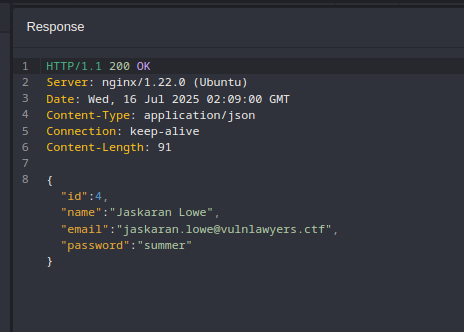 Response
1 HTTP/1.1 200 OK
2 Server: nginx/1.22.0 (Ubuntu)
3 Date: Wed, 16 Jul 2025 02:09:00 GMT
4 Content-Type: application/json
5 Connection: keep-alive
6 Content-Length: 91
7
8 {
"id":4,
"name":"Jaskaran Lowe",
"email":"jaskaran.lowe@vulnlawyers.ctf",
"password":"summer"
}